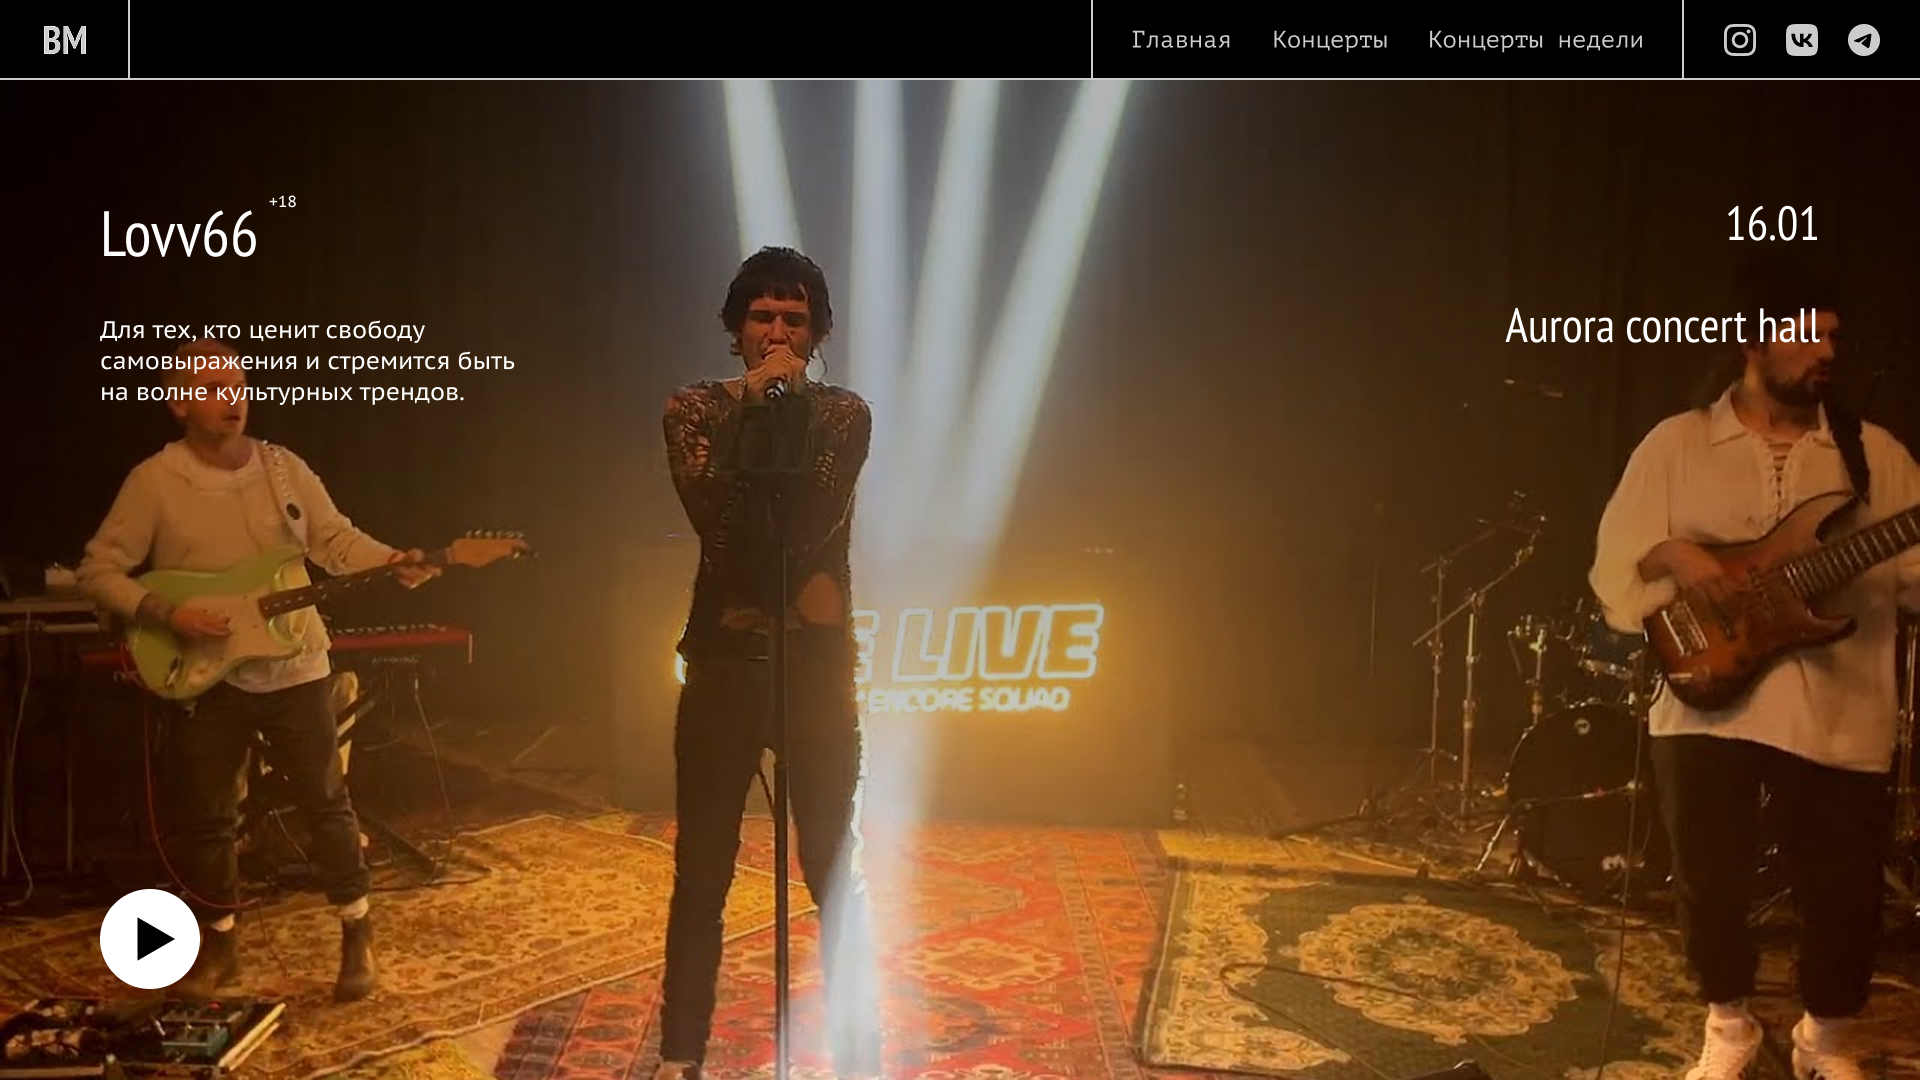 BM
Главная
Концерты
Концерты недели
Lovv66 +18
16.01
Aurora concert hall
Для тех, кто ценит свободу
самовыражения и стремится быть
на волне культурных трендов.
LIVE
ENCORE SQUAD